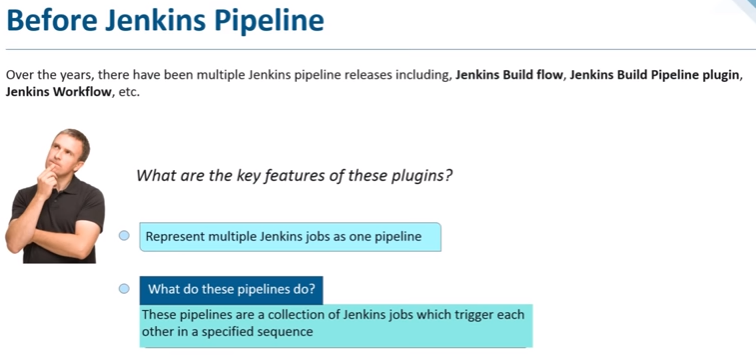 Before Jenkins Pipeline
Over the years, there have been multiple Jenkins pipeline releases including, Jenkins Build flow, Jenkins Build Pipeline plugin,
Jenkins Workflow, etc.
What are the key features of these plugins?
Represent multiple Jenkins jobs as one pipeline
What do these pipelines do?
These pipelines are a collection of Jenkins jobs which trigger each
other in a specified sequence